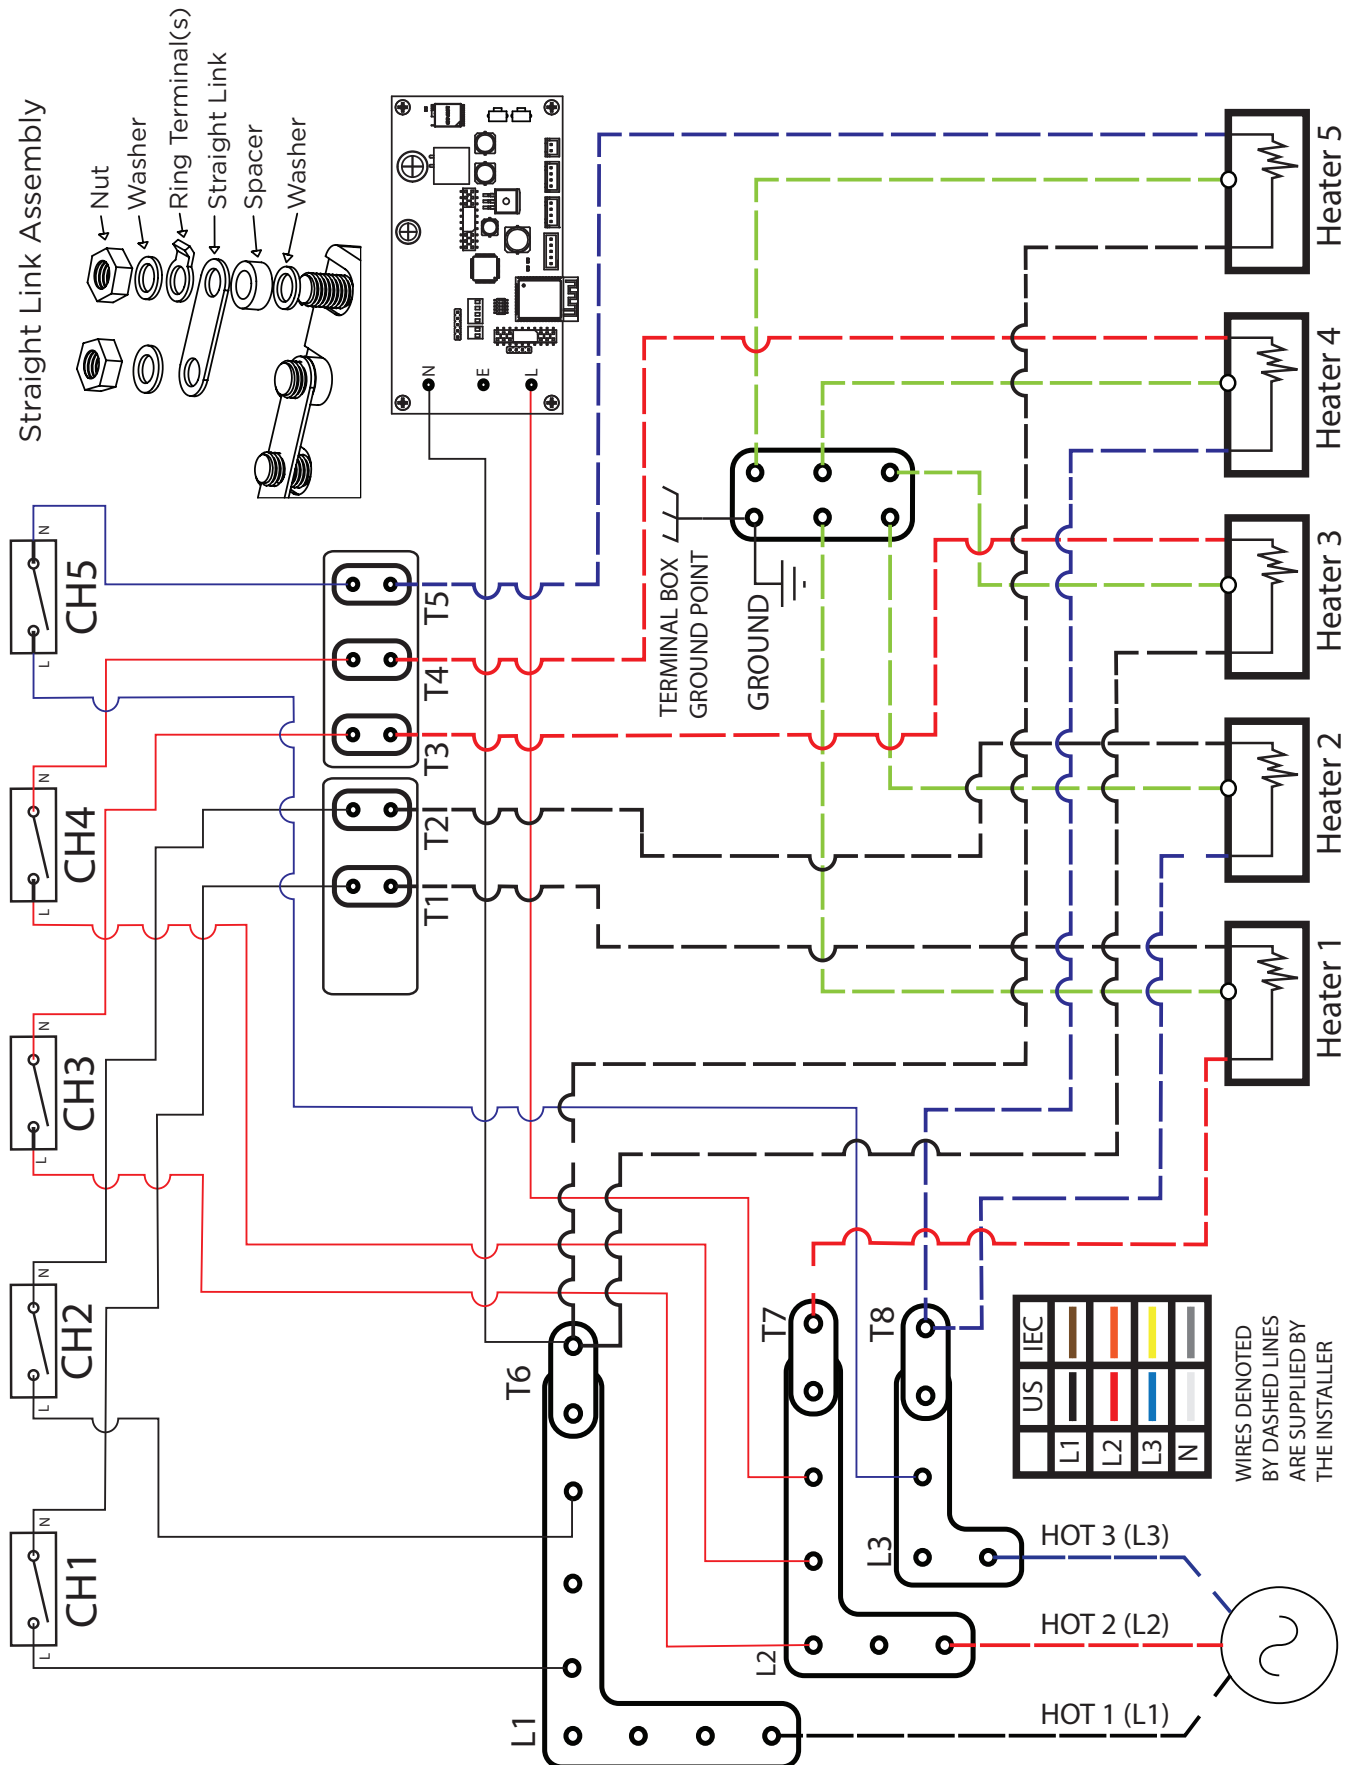 Straight Link Assembly
Nut
Washer
Ring Terminal(s)
Straight Link
Spacer
Washer
N
E
L
CH5
L
N
CH4
L
N
CH3
L
N
CH2
L
N
CH1
L
N
T5
T4
T3
T2
T1
TERMINAL BOX
GROUND POINT
GROUND
T6
T7
T8
L1
L2
L3
Heater 5
Heater 4
Heater 3
Heater 2
Heater 1
HOT 3 (L3)
HOT 2 (L2)
HOT 1 (L1)
US IEC
L1
L2
L3
N
WIRES DENOTED
BY DASHED LINES
ARE SUPPLIED BY
THE INSTALLER